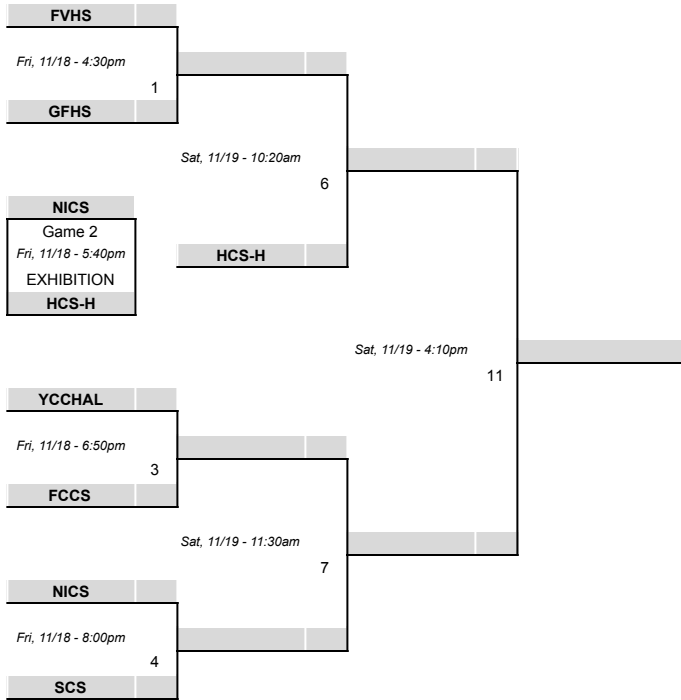 FVHS
Fri, 11/18 - 4:30pm
1
GFHS
Sat, 11/19 - 10:20am
6
NICS
Game 2
Fri, 11/18 - 5:40pm
EXHIBITION
HCS-H
HCS-H
Sat, 11/19 - 4:10pm
11
YCCHAL
Fri, 11/18 - 6:50pm
3
FCCS
Sat, 11/19 - 11:30am
7
NICS
Fri, 11/18 - 8:00pm
4
SCS